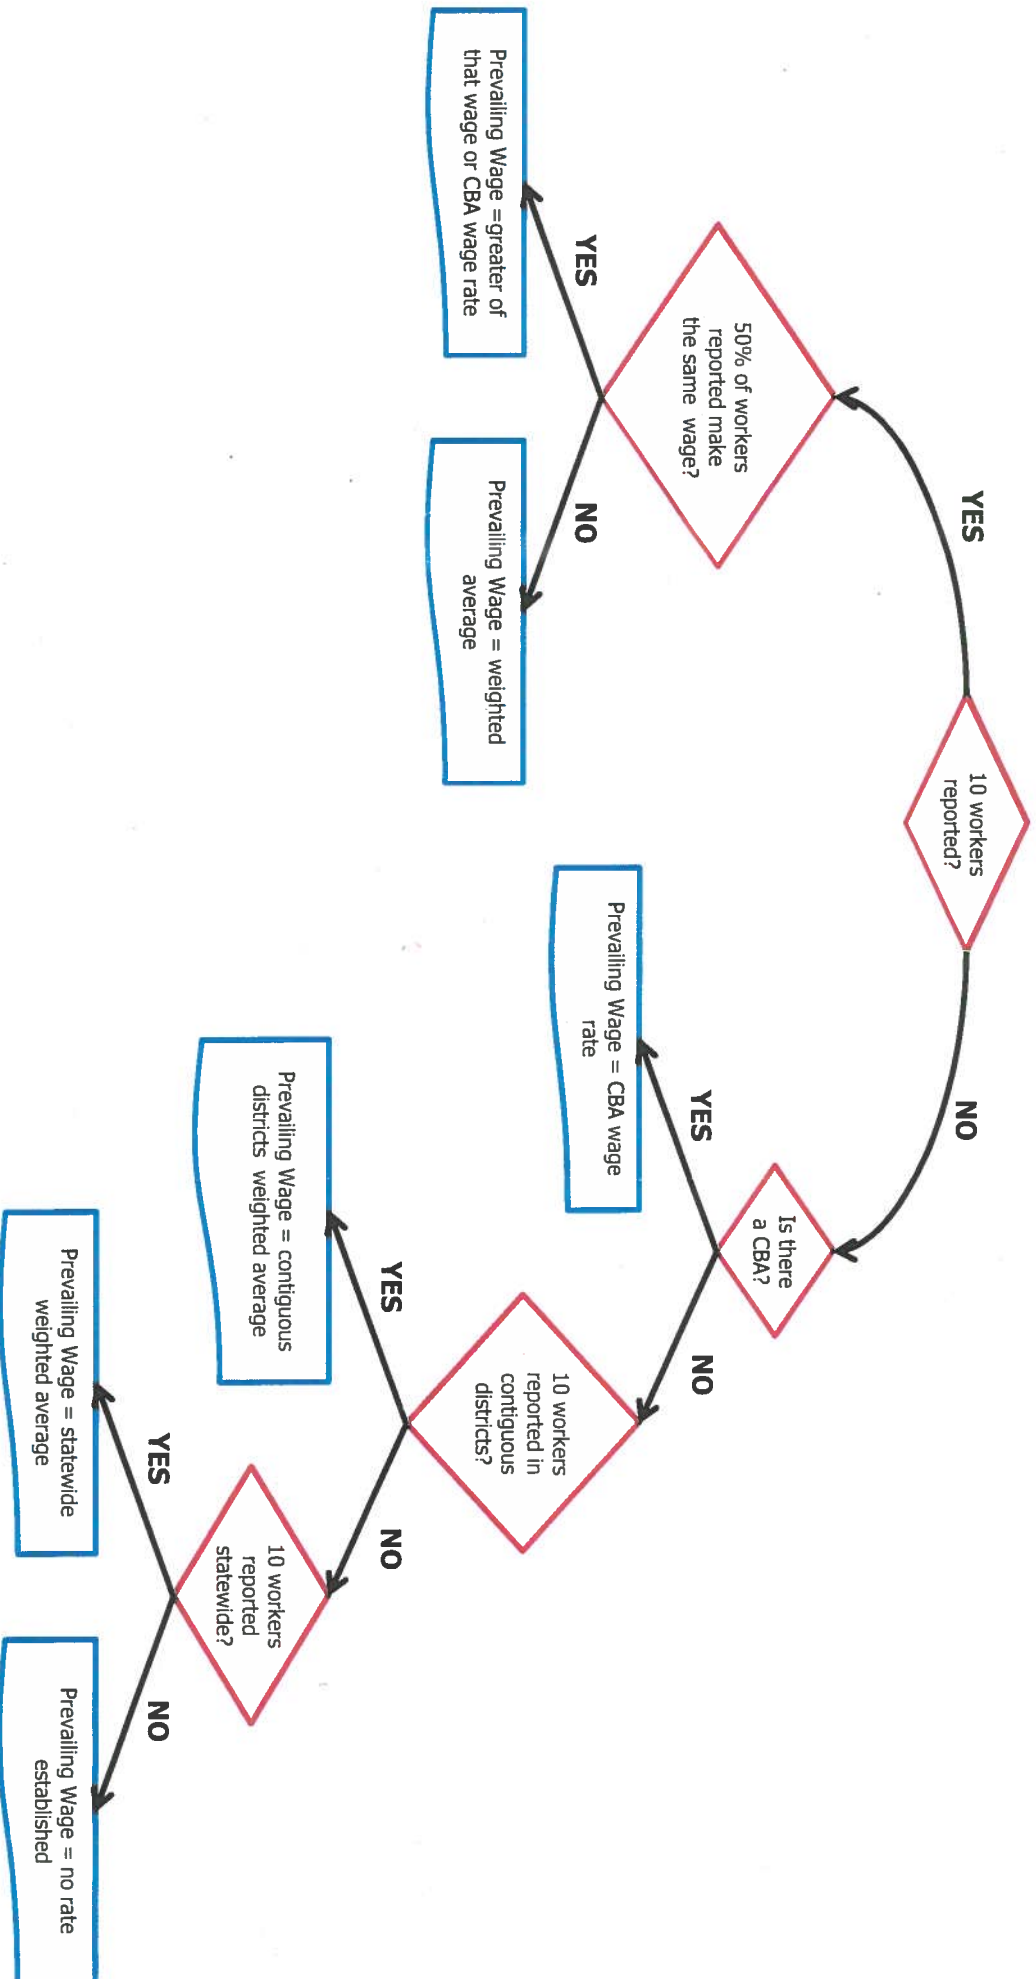 10 workers
reported?
YES
NO
50% of workers
reported make
the same wage?
YES
NO
Prevailing Wage =greater of
that wage or CBA wage rate
Prevailing Wage = weighted
average
Is there
a CBA?
YES
NO
Prevailing Wage = CBA wage
rate
10 workers
reported in
contiguous
districts?
YES
NO
Prevailing Wage = contiguous
districts weighted average
10 workers
reported
statewide?
YES
NO
Prevailing Wage = statewide
weighted average
Prevailing Wage = no rate
established